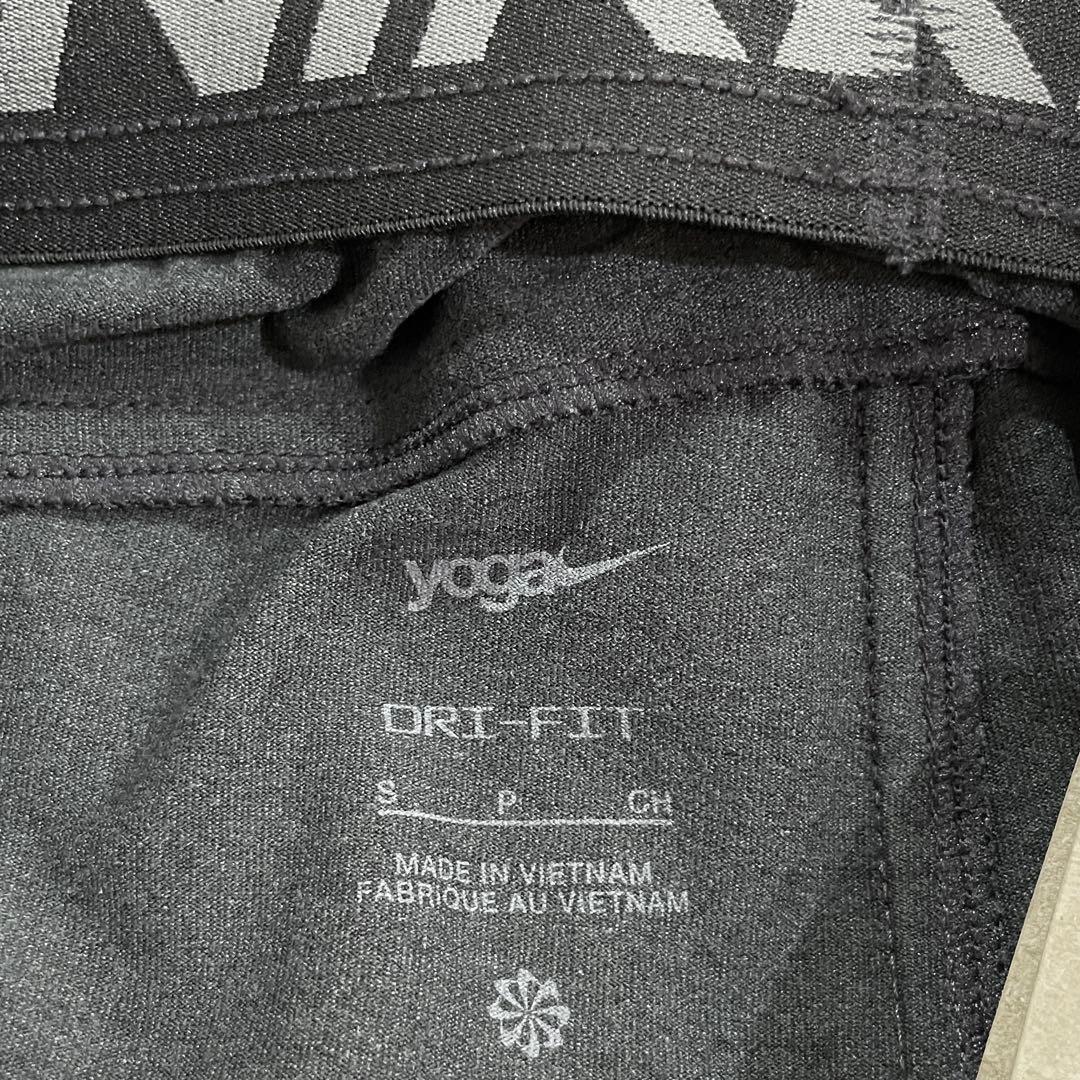 yoga
DRI-FIT
S P CH
MADE IN VIETNAM
FABRIQUE AU VIETNAM